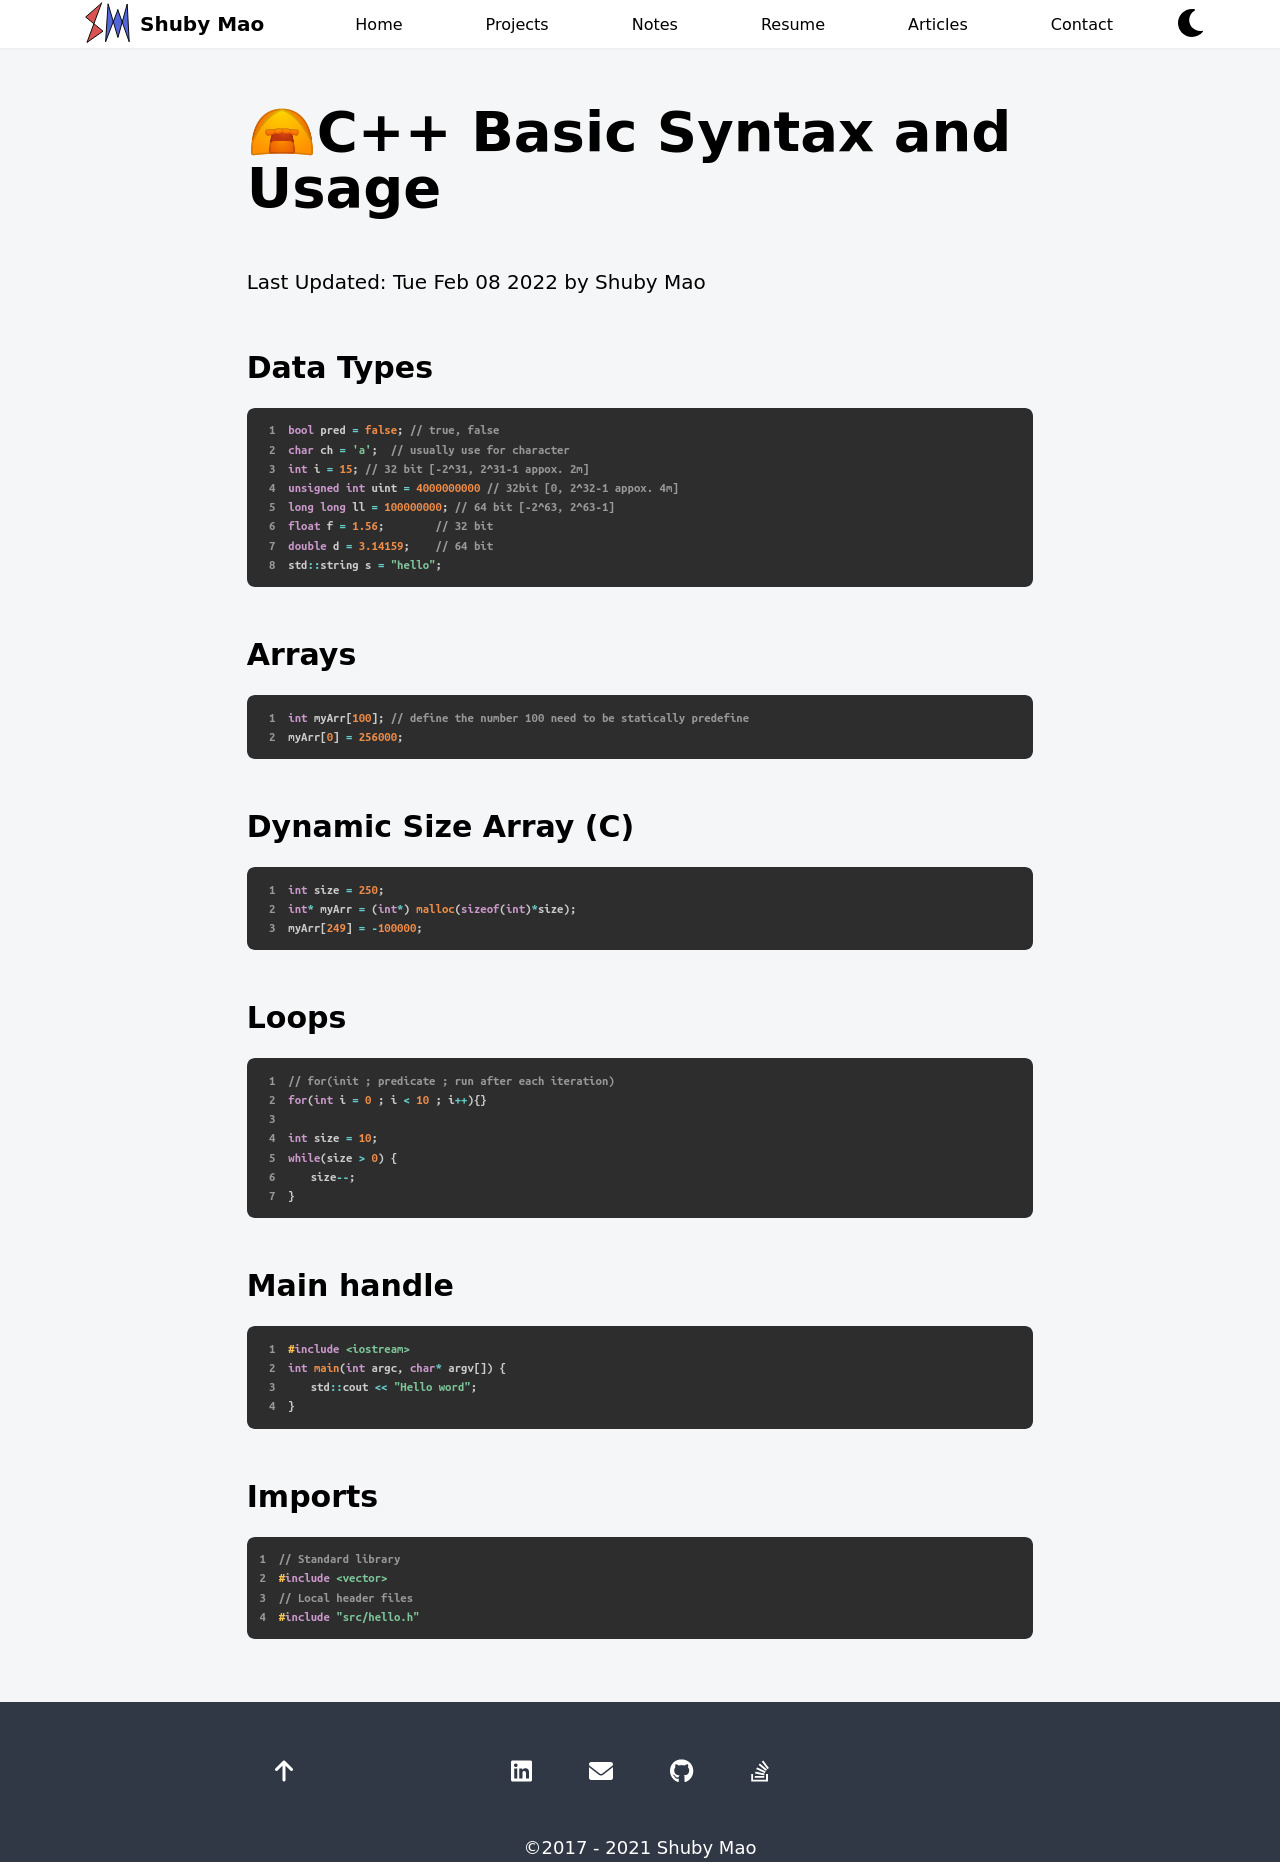 Shuby Mao
Home
Projects
Notes
Resume
Articles
Contact
C++ Basic Syntax and
Usage
Last Updated: Tue Feb 08 2022 by Shuby Mao
Data Types
1 bool pred = false; // true, false
2 char ch = 'a';  // usually use for character
3 int i = 15; // 32 bit [-2^31, 2^31-1 appox. 2m]
4 unsigned int uint = 4000000000 // 32bit [0, 2^32-1 appox. 4m]
5 long long ll = 100000000; // 64 bit [-2^63, 2^63-1]
6 float f = 1.56;        // 32 bit
7 double d = 3.14159;    // 64 bit
8 std::string s = "hello";
Arrays
1 int myArr[100]; // define the number 100 need to be statically predefine
2 myArr[0] = 256000;
Dynamic Size Array (C)
1 int size = 250;
2 int* myArr = (int*) malloc(sizeof(int)*size);
3 myArr[249] = -100000;
Loops
1 // for(init ; predicate ; run after each iteration)
2 for(int i = 0 ; i < 10 ; i++){}
3
4 int size = 10;
5 while(size > 0) {
6     size--;
7 }
Main handle
1 #include <iostream>
2 int main(int argc, char* argv[]) {
3     std::cout << "Hello word";
4 }
Imports
1 // Standard library
2 #include <vector>
3 // Local header files
4 #include "src/hello.h"
©2017 - 2021 Shuby Mao